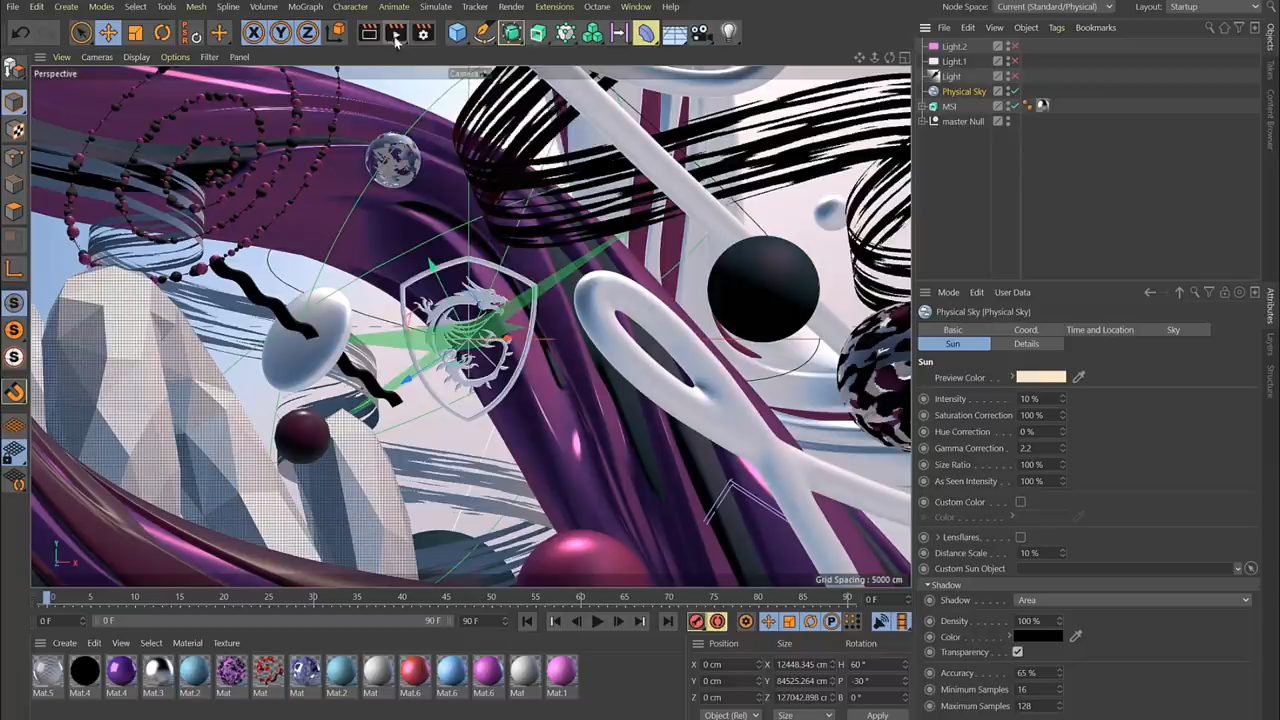 File Edit Create Modes Select Tools Mesh Spline Volume MoGraph Character Animate Simulate Tracker Render Extensions Octane Window Help
Node Space: Current (Standard/Physical) Layout: Startup
X Y Z
File Edit View Object Tags Bookmarks
View Cameras Display Options Filter Panel
Perspective
Camera
Light.2
Light.1
Light
Physical Sky
MSI
master Null
Objects
Takes
Content Browser
Mode Edit User Data
Physical Sky [Physical Sky]
Basic Coord. Time and Location Sky
Sun Details
Sun
Preview Color
Intensity 10 %
Saturation Correction 100 %
Hue Correction 0 %
Gamma Correction 2.2
Size Ratio 100 %
As Seen Intensity 100 %
Custom Color
Color
Lensflares
Distance Scale 10 %
Custom Sun Object
Shadow
Shadow Area
Density 100 %
Color
Transparency
Accuracy 65 %
Minimum Samples 16
Maximum Samples 128
Attributes
Layers
Structure
Grid Spacing : 5000 cm
0 5 10 15 20 25 30 35 40 45 50 55 60 65 70 75 80 85 90 0 F
0 F 0 F 90 F 90 F
Create Edit View Select Material Texture
Mat.5 Mat.4 Mat.4 Mat.3 Mat.2 Mat Mat Mat Mat.2 Mat Mat.6 Mat.6 Mat.6 Mat Mat.1
Position Size Rotation
X 0 cm X 12448.345 cm H 60 °
Y 0 cm Y 84525.264 cm P -30 °
Z 0 cm Z 127042.898 cm B 0 °
Object (Rel) Size Apply